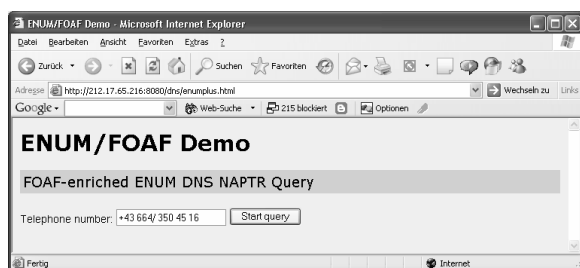 ENUM/FOAF Demo - Microsoft Internet Explorer
Datei Bearbeiten Ansicht Favoriten Extras ?
Zurück Suchen Favoriten
Adresse http://212.17.65.216:8080/dns/enumplus.html Wechseln zu Links
Google Web-Suche 215 blockiert Optionen
ENUM/FOAF Demo
FOAF-enriched ENUM DNS NAPTR Query
Telephone number: +43 664/ 350 45 16 Start query
Fertig Internet